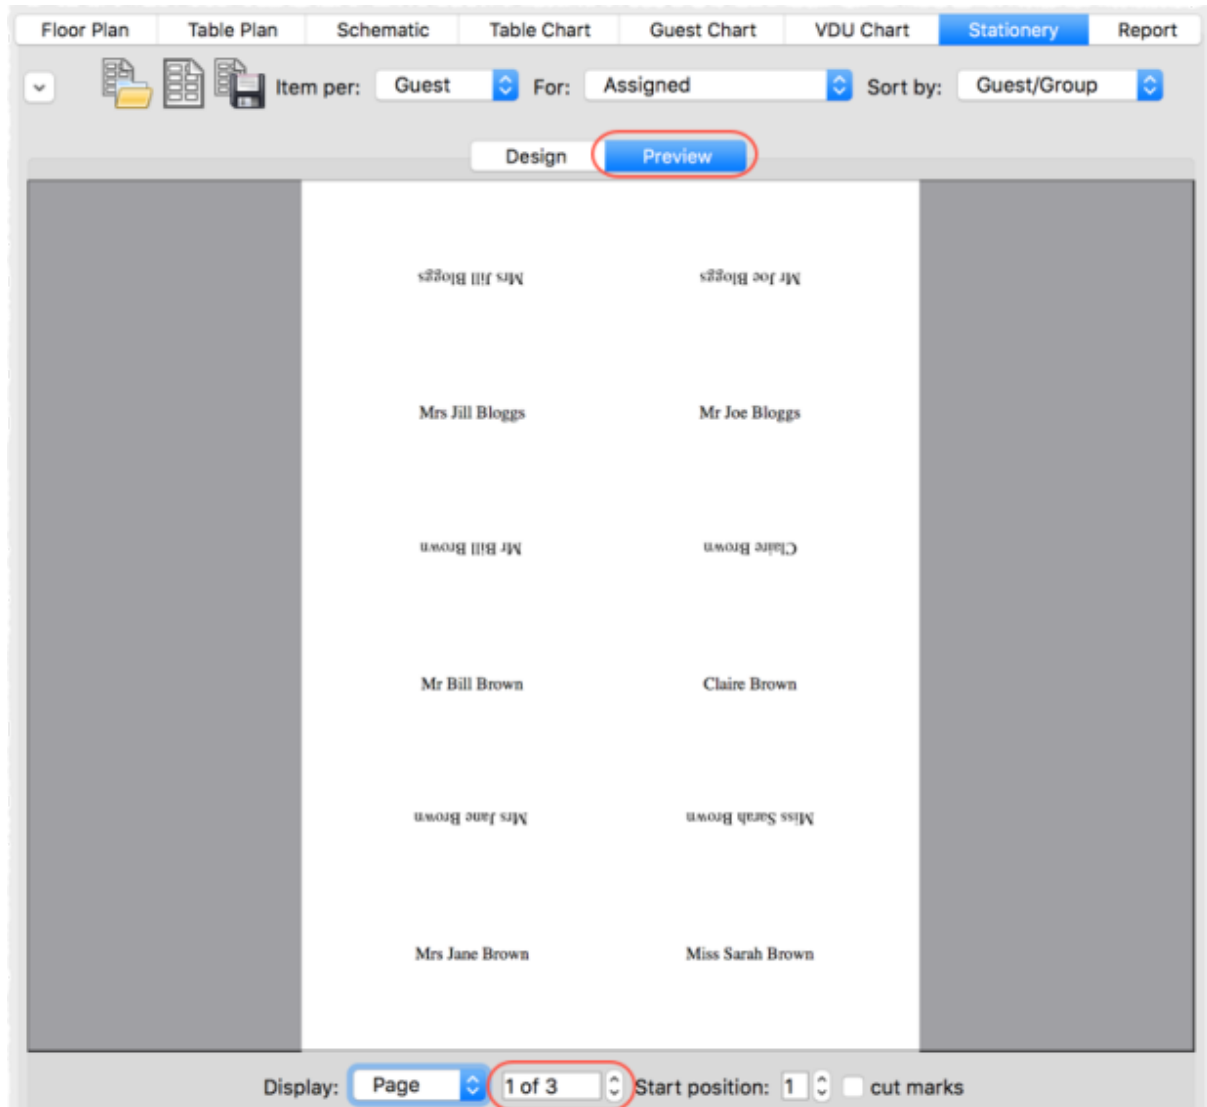 Floor Plan Table Plan Schematic Table Chart Guest Chart VDU Chart Stationery Report
Item per: Guest For: Assigned Sort by: Guest/Group
Design Preview
Mrs Jill Bloggs Mr Joe Bloggs
Mrs Jill Bloggs Mr Joe Bloggs
Mr Bill Brown Claire Brown
Mr Bill Brown Claire Brown
Mrs Jane Brown Miss Sarah Brown
Mrs Jane Brown Miss Sarah Brown
Display: Page 1 of 3 Start position: 1 cut marks